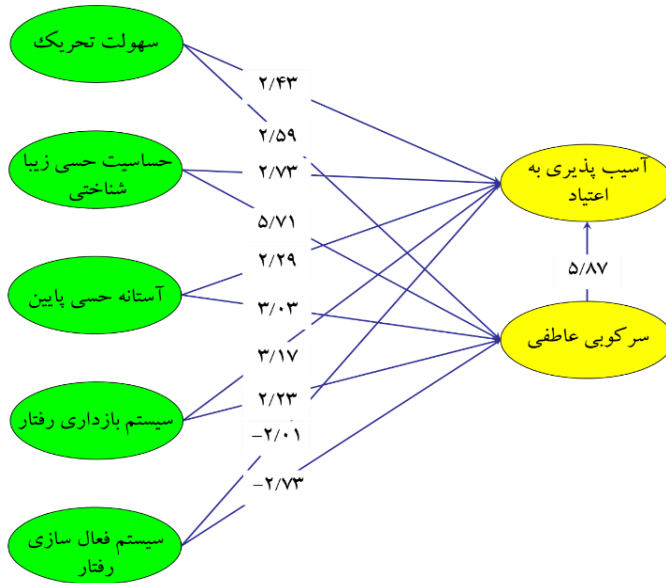 سهولت تحریک
حساسیت حسی زیبا
شناختی
آستانه حسی پایین
سیستم بازداری رفتار
سیستم فعال سازی
رفتار
۲/۴۳
۲/۵۹
۲/۷۳
۵/۷۱
۲/۲۹
۳/۰۳
۳/۱۷
۲/۲۳
−۲/۰۱
−۲/۷۳
آسیب پذیری به
اعتیاد
۵/۸۷
سرکوبی عاطفی